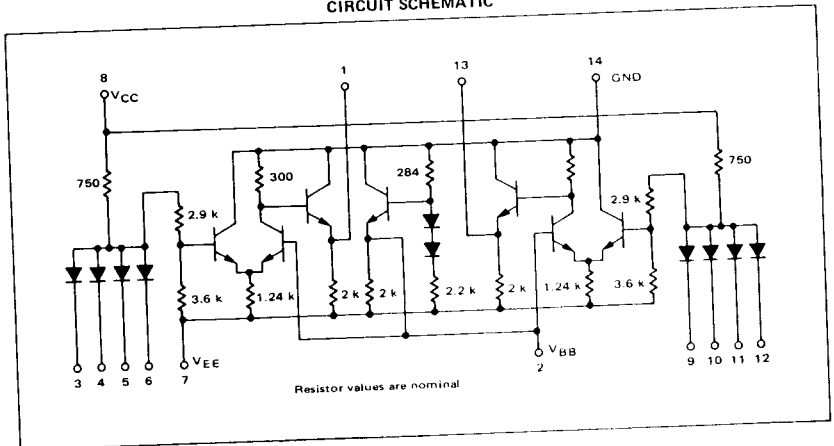 CIRCUIT SCHEMATIC
8
VCC
1
13
14
GND
750
2.9 k
300
284
2.9 k
750
3.6 k
1.24 k
2 k
2 k
2.2 k
2 k
1.24 k
3.6 k
VEE
7
VBB
2
3
4
5
6
9
10
11
12
Resistor values are nominal